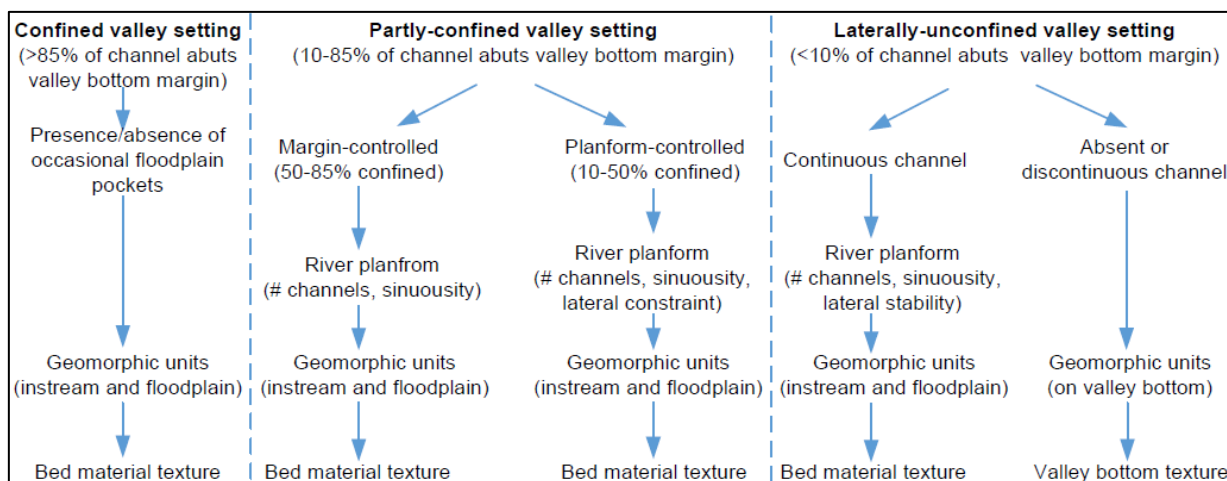 Confined valley setting
(>85% of channel abuts
valley bottom margin)
Presence/absence of
occasional floodplain
pockets
Geomorphic units
(instream and floodplain)
Bed material texture
Partly-confined valley setting
(10-85% of channel abuts valley bottom margin)
Margin-controlled
(50-85% confined)
River planfrom
(# channels, sinuousity)
Geomorphic units
(instream and floodplain)
Bed material texture
Planform-controlled
(10-50% confined)
River planform
(# channels, sinuousity,
lateral constraint)
Geomorphic units
(instream and floodplain)
Bed material texture
Laterally-unconfined valley setting
(<10% of channel abuts valley bottom margin)
Continuous channel
River planform
(# channels, sinuousity,
lateral stability)
Geomorphic units
(instream and floodplain)
Bed material texture
Absent or
discontinuous channel
Geomorphic units
(on valley bottom)
Valley bottom texture